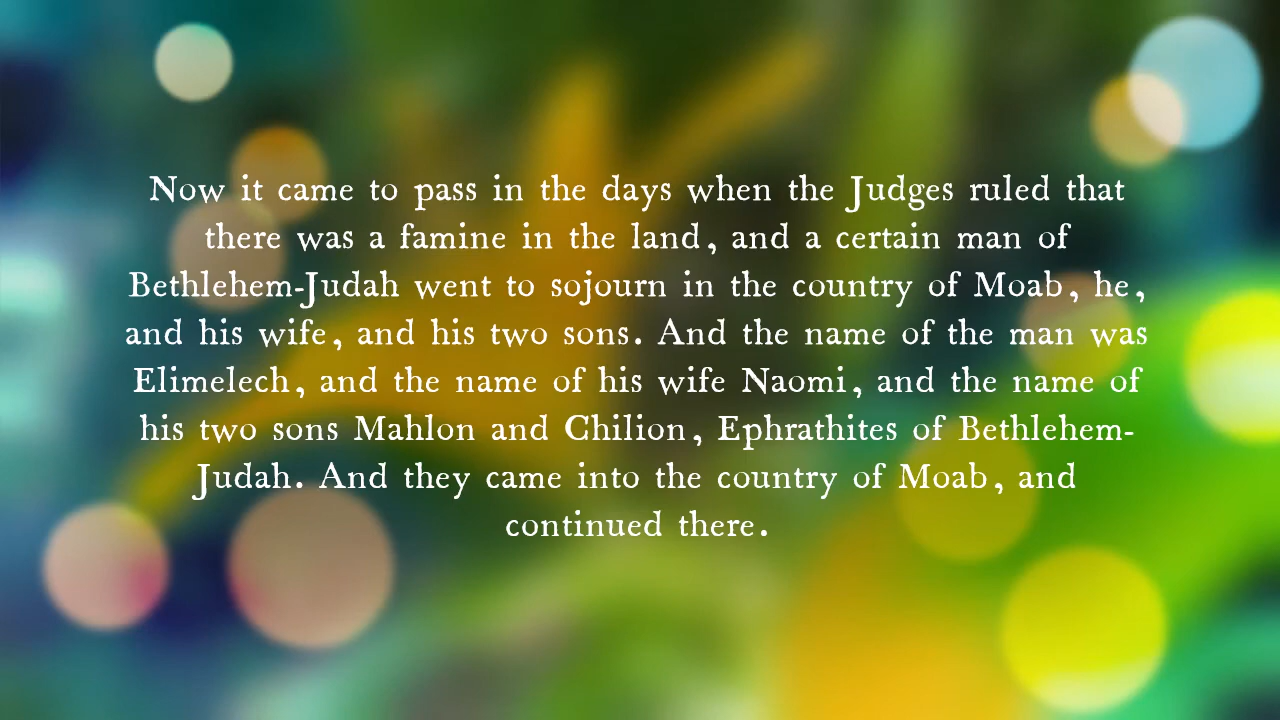 Now it came to pass in the days when the Judges ruled that
there was a famine in the land, and a certain man of
Bethlehem-Judah went to sojourn in the country of Moab, he,
and his wife, and his two sons. And the name of the man was
Elimelech, and the name of his wife Naomi, and the name of
his two sons Mahlon and Chilion, Ephrathites of Bethlehem-
Judah. And they came into the country of Moab, and
continued there.